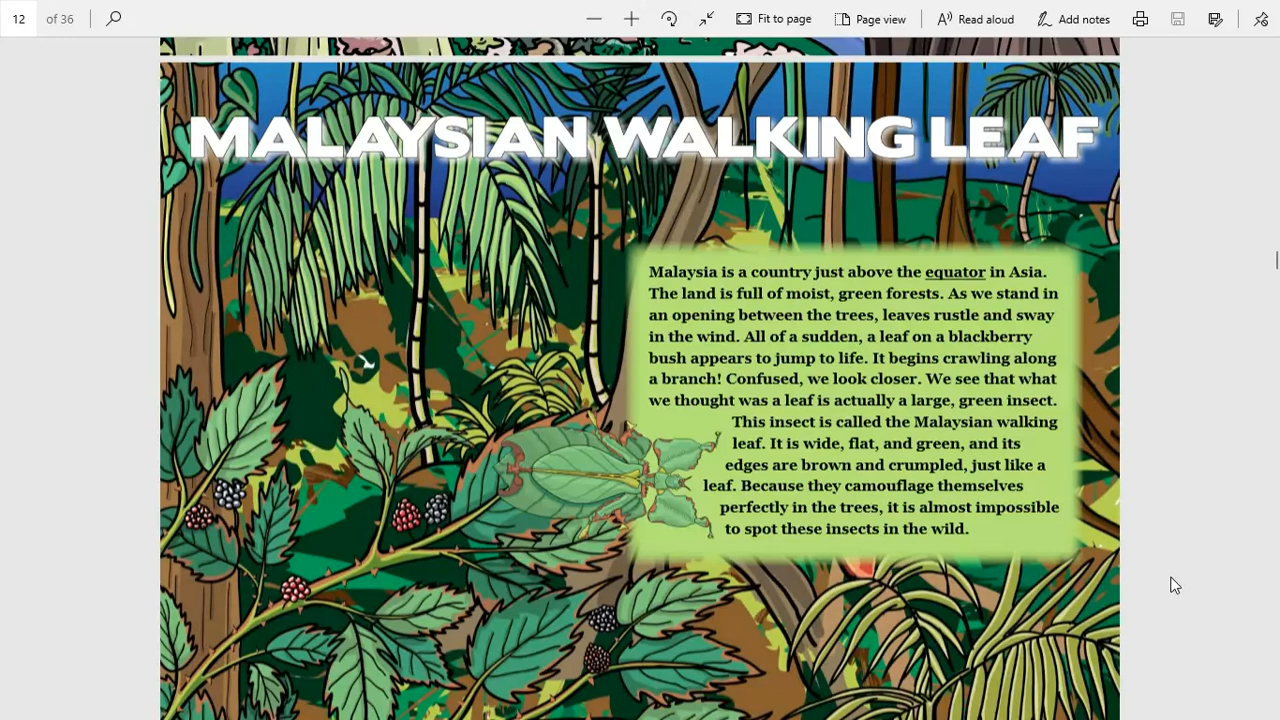 12 of 36
Fit to page
Page view
Read aloud
Add notes
MALAYSIAN WALKING LEAF
Malaysia is a country just above the equator in Asia.
The land is full of moist, green forests. As we stand in
an opening between the trees, leaves rustle and sway
in the wind. All of a sudden, a leaf on a blackberry
bush appears to jump to life. It begins crawling along
a branch! Confused, we look closer. We see that what
we thought was a leaf is actually a large, green insect.
This insect is called the Malaysian walking
leaf. It is wide, flat, and green, and its
edges are brown and crumpled, just like a
leaf. Because they camouflage themselves
perfectly in the trees, it is almost impossible
to spot these insects in the wild.